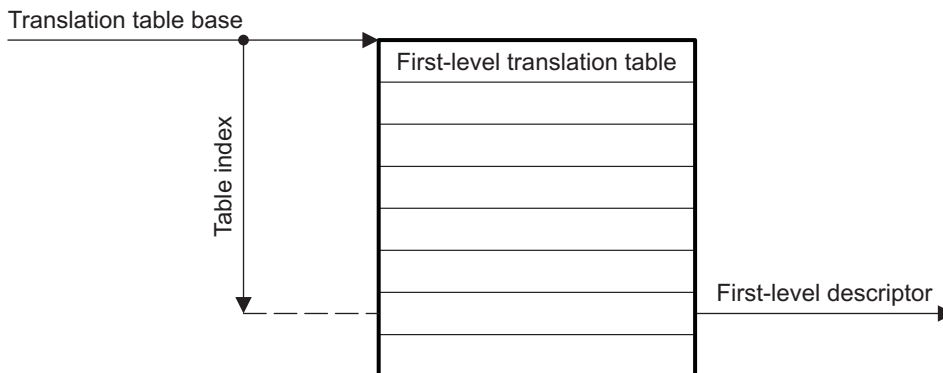 Translation table base
First-level translation table
Table index
First-level descriptor